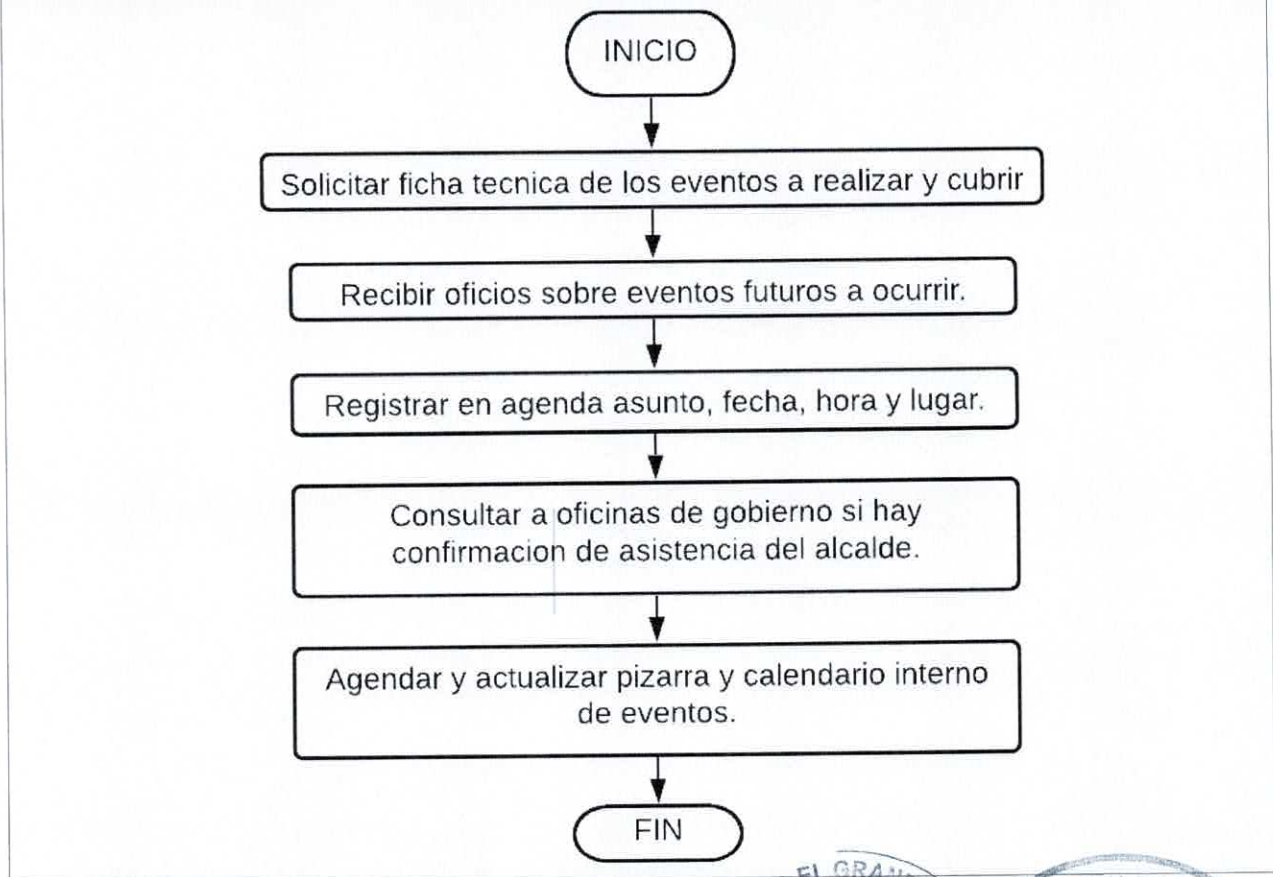 INICIO
Solicitar ficha tecnica de los eventos a realizar y cubrir
Recibir oficios sobre eventos futuros a ocurrir.
Registrar en agenda asunto, fecha, hora y lugar.
Consultar a oficinas de gobierno si hay
confirmacion de asistencia del alcalde.
Agendar y actualizar pizarra y calendario interno
de eventos.
FIN
EL